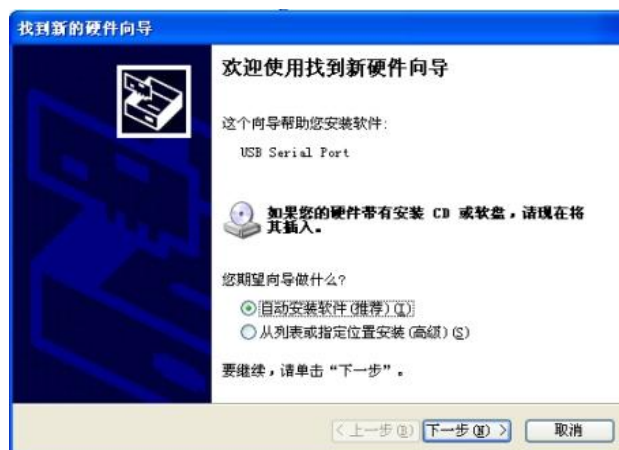 找到新的硬件向导
欢迎使用找到新硬件向导
这个向导帮助您安装软件:
USB Serial Port
如果您的硬件带有安装 CD 或软盘,请现在将
其插入。
您期望向导做什么?
自动安装软件(推荐)(I)
从列表或指定位置安装(高级)(S)
要继续,请单击“下一步”。
< 上一步(B)
下一步(N) >
取消